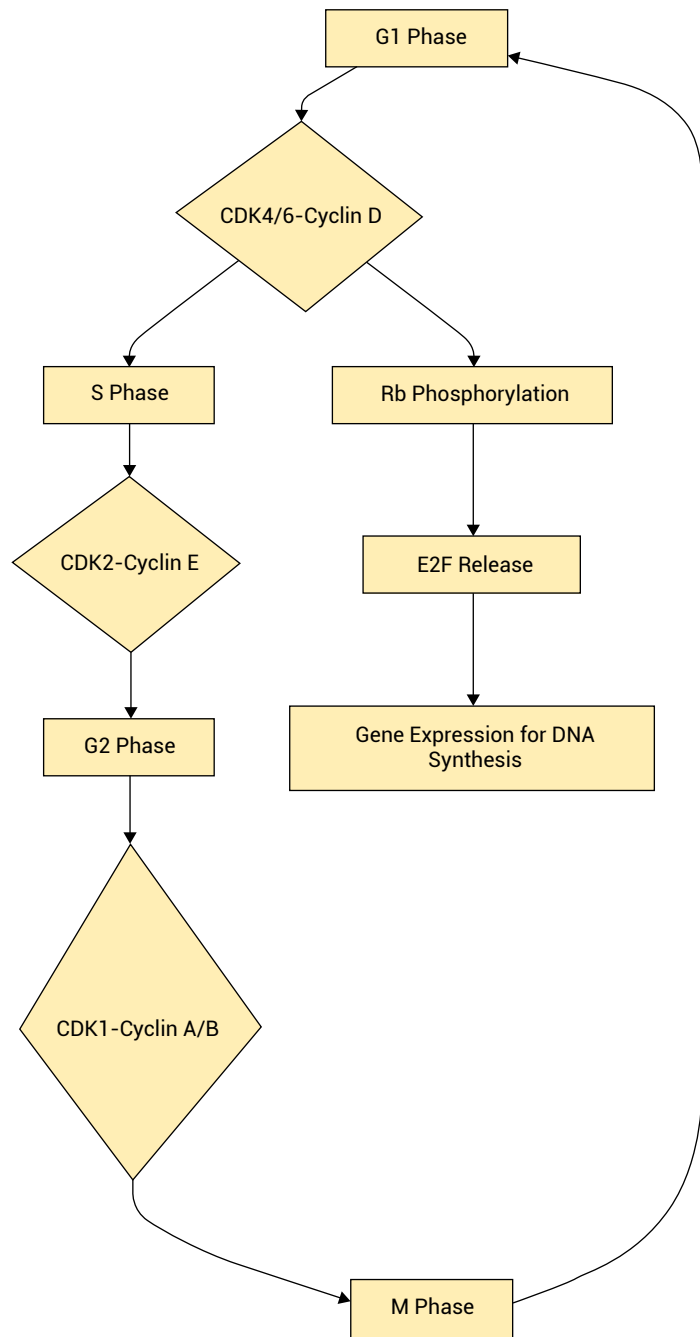 G1 Phase
CDK4/6-Cyclin D
S Phase
Rb Phosphorylation
CDK2-Cyclin E
E2F Release
G2 Phase
Gene Expression for DNA
Synthesis
CDK1-Cyclin A/B
M Phase